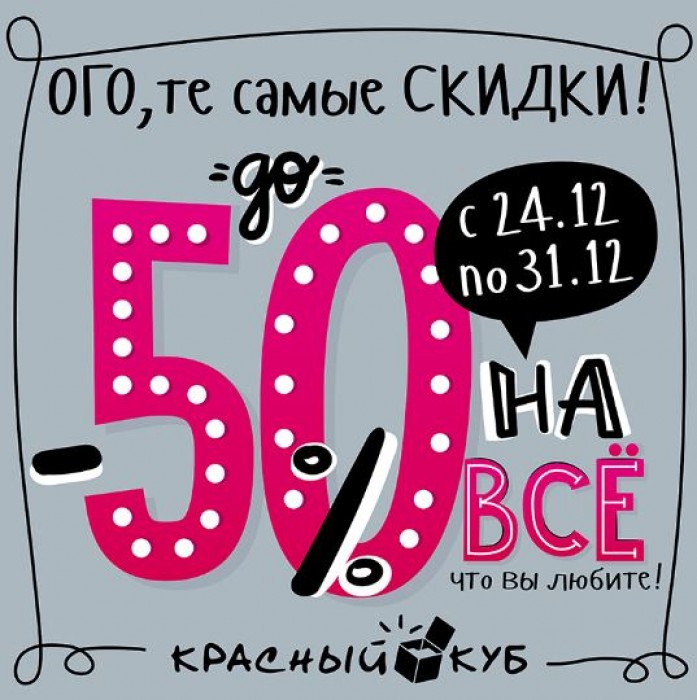 ОГО, те самые СКИДКИ!
=до=
-50%
с 24.12
по 31.12
НА
ВСЁ
что вы любите!
КРАСНЫЙ КУБ